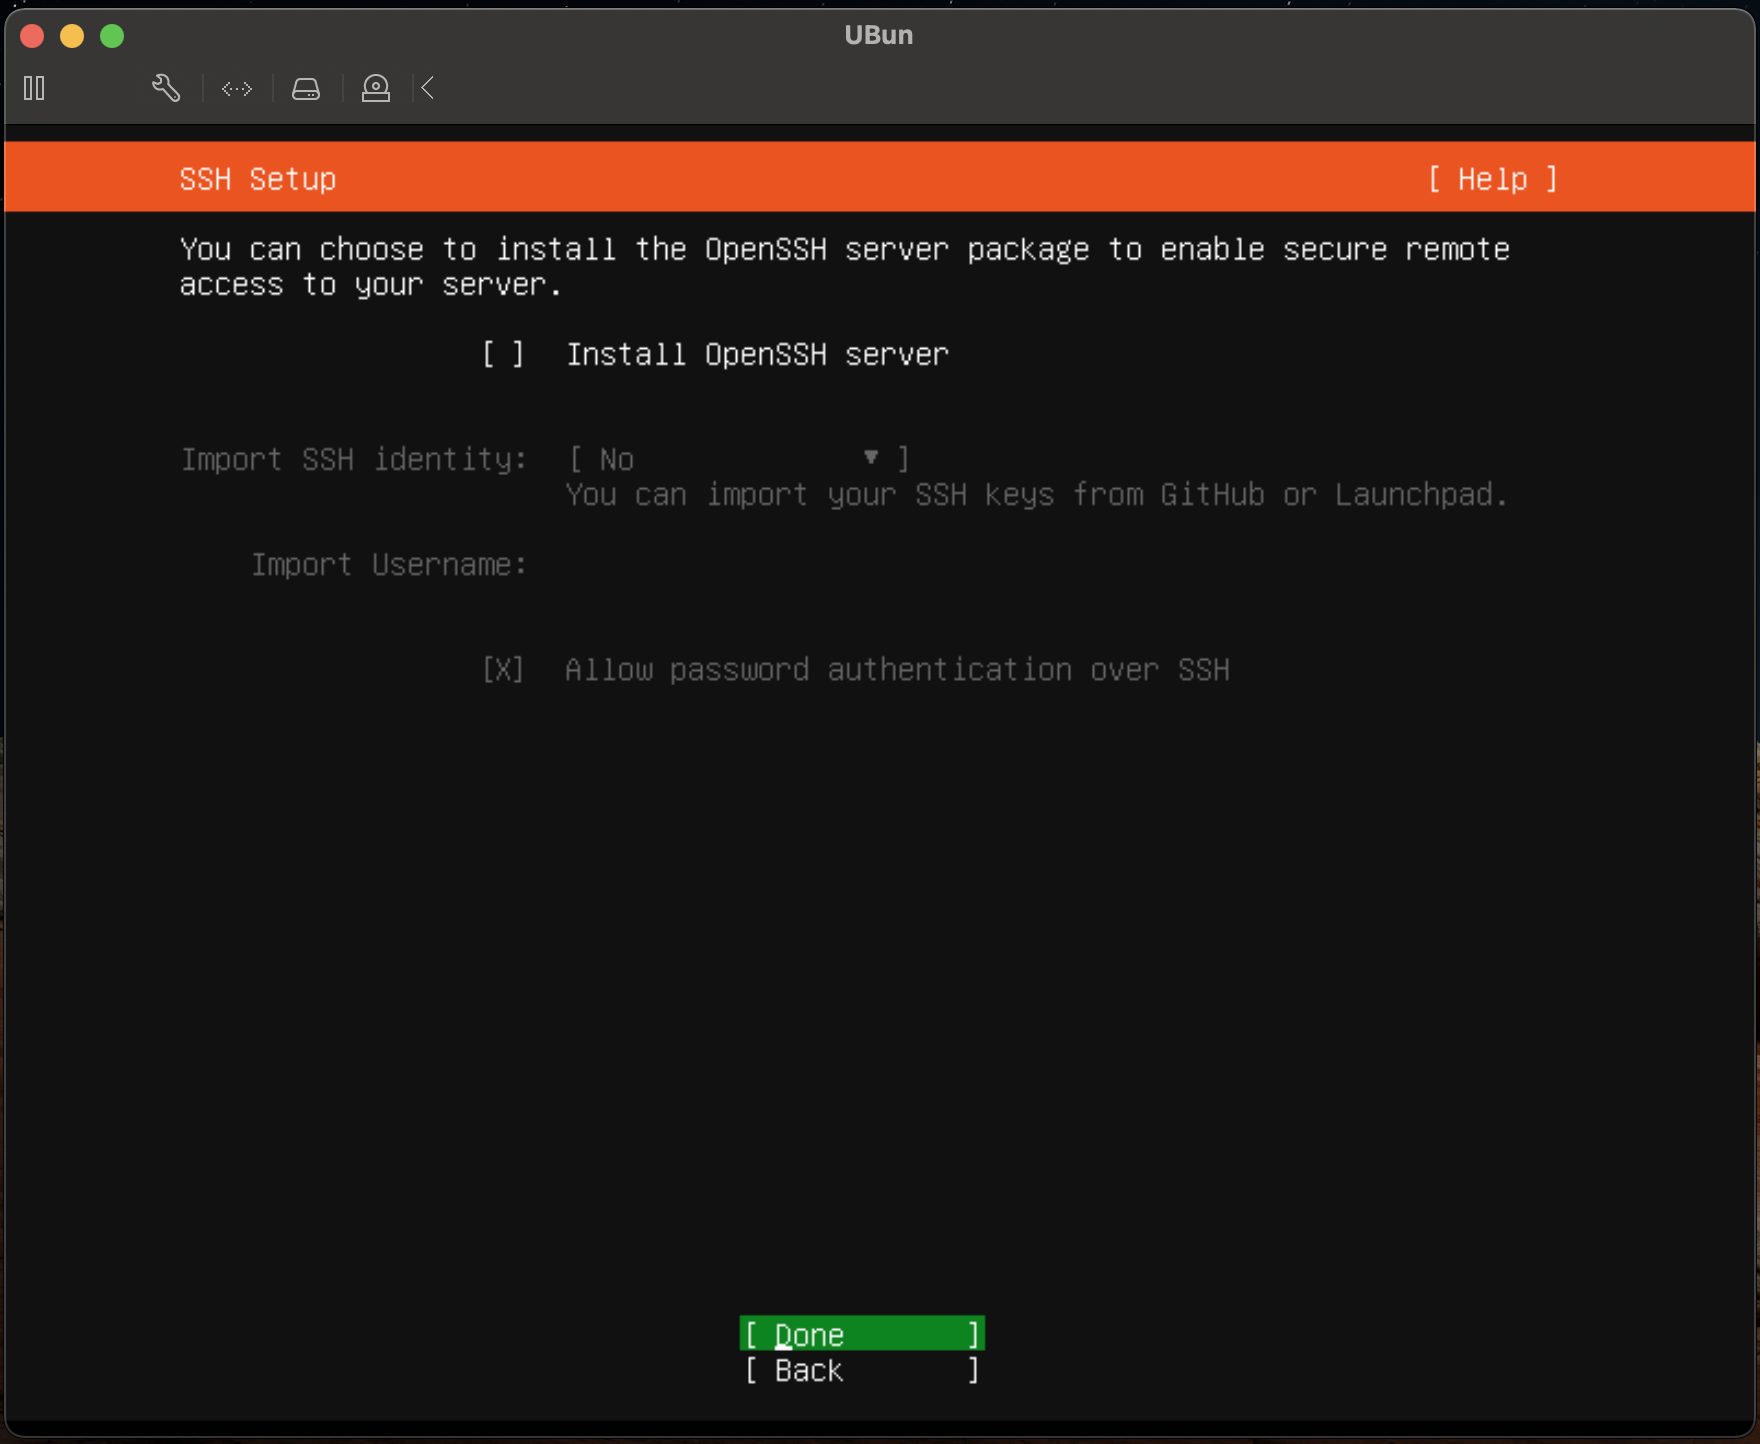 UBun
SSH Setup [ Help ]
You can choose to install the OpenSSH server package to enable secure remote
access to your server.
[ ] Install OpenSSH server
Import SSH identity: [ No ▾ ]
You can import your SSH keys from GitHub or Launchpad.
Import Username:
[X] Allow password authentication over SSH
[ Done ]
[ Back ]